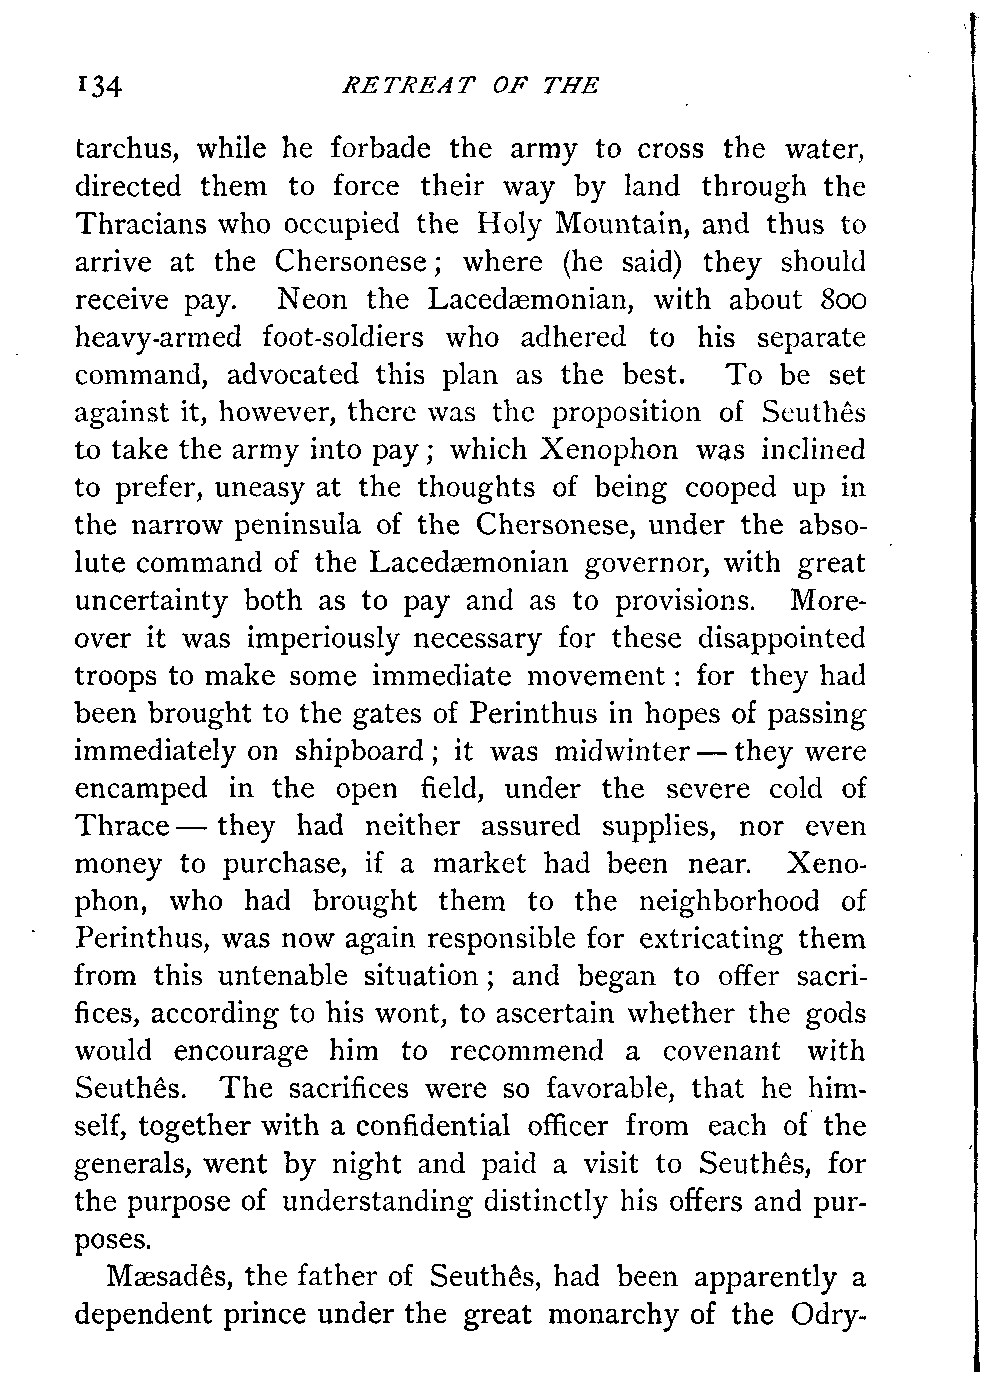 134 RETREAT OF THE
tarchus, while he forbade the army to cross the water,
directed them to force their way by land through the
Thracians who occupied the Holy Mountain, and thus to
arrive at the Chersonese; where (he said) they should
receive pay. Neon the Lacedæmonian, with about 800
heavy-armed foot-soldiers who adhered to his separate
command, advocated this plan as the best. To be set
against it, however, there was the proposition of Seuthês
to take the army into pay; which Xenophon was inclined
to prefer, uneasy at the thoughts of being cooped up in
the narrow peninsula of the Chersonese, under the abso-
lute command of the Lacedæmonian governor, with great
uncertainty both as to pay and as to provisions. More-
over it was imperiously necessary for these disappointed
troops to make some immediate movement: for they had
been brought to the gates of Perinthus in hopes of passing
immediately on shipboard; it was midwinter — they were
encamped in the open field, under the severe cold of
Thrace — they had neither assured supplies, nor even
money to purchase, if a market had been near. Xeno-
phon, who had brought them to the neighborhood of
Perinthus, was now again responsible for extricating them
from this untenable situation; and began to offer sacri-
fices, according to his wont, to ascertain whether the gods
would encourage him to recommend a covenant with
Seuthês. The sacrifices were so favorable, that he him-
self, together with a confidential officer from each of the
generals, went by night and paid a visit to Seuthês, for
the purpose of understanding distinctly his offers and pur-
poses.
Mæsadês, the father of Seuthês, had been apparently a
dependent prince under the great monarchy of the Odry-